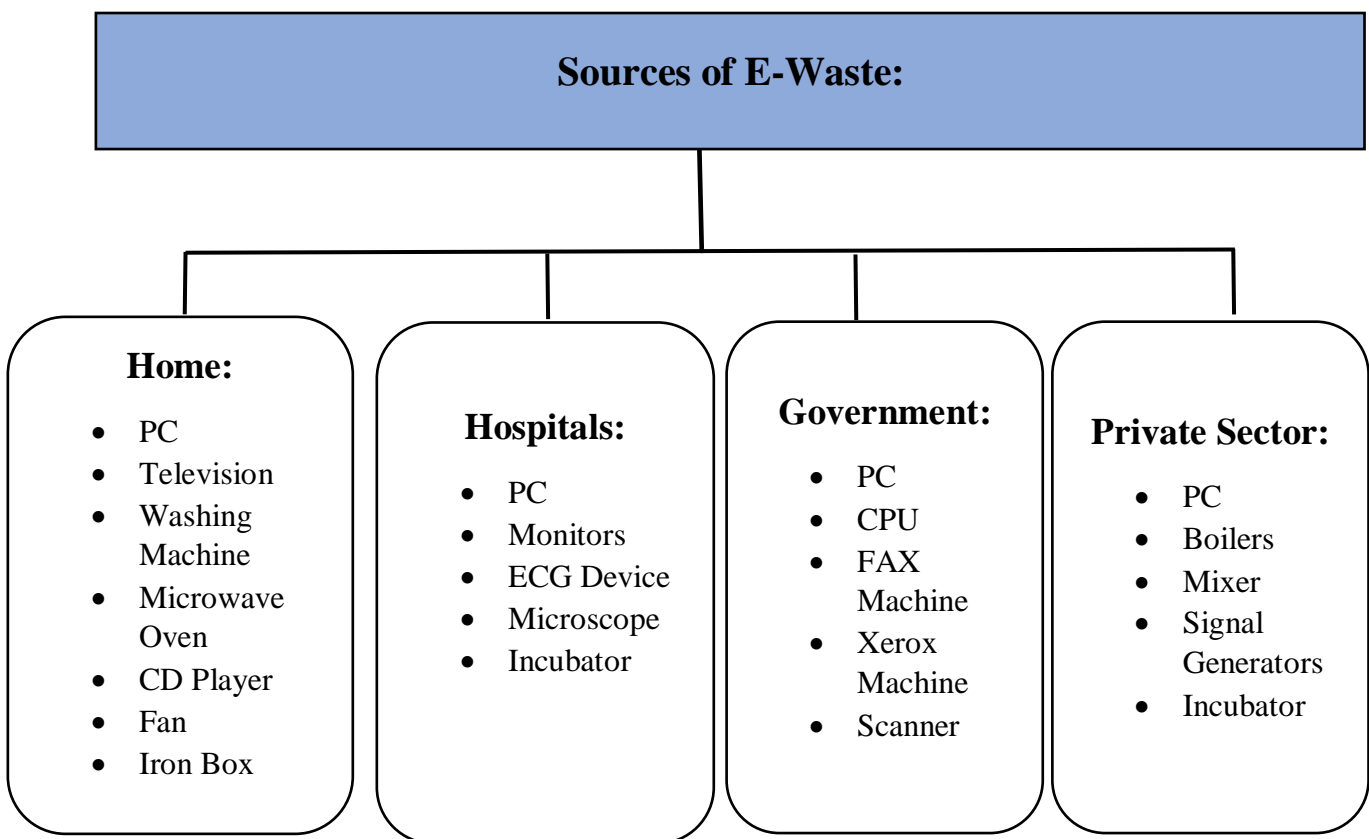 Sources of E-Waste:
Home:
• PC
• Television
• Washing
Machine
• Microwave
Oven
• CD Player
• Fan
• Iron Box
Hospitals:
• PC
• Monitors
• ECG Device
• Microscope
• Incubator
Government:
• PC
• CPU
• FAX
Machine
• Xerox
Machine
• Scanner
Private Sector:
• PC
• Boilers
• Mixer
• Signal
Generators
• Incubator